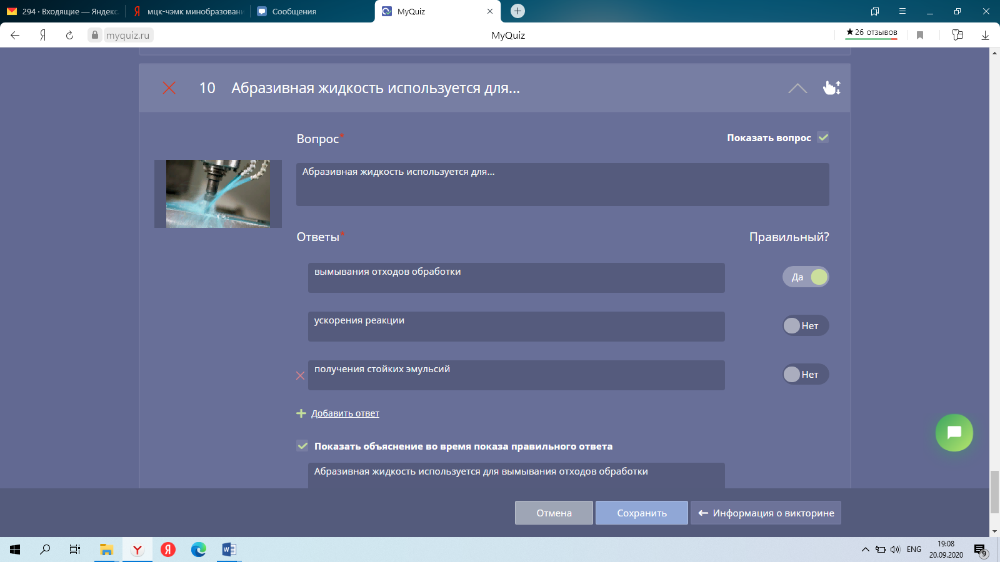 294 · Входящие — Яндекс
мцк-чэмк минобразовани
Сообщения
MyQuiz
myquiz.ru
MyQuiz
★26 отзывов
10 Абразивная жидкость используется для...
Вопрос*
Показать вопрос
Абразивная жидкость используется для...
Ответы*
Правильный?
вымывания отходов обработки
Да
ускорения реакции
Нет
получения стойких эмульсий
Нет
Добавить ответ
Показать объяснение во время показа правильного ответа
Абразивная жидкость используется для вымывания отходов обработки
Отмена
Сохранить
← Информация о викторине
ENG
19:08
20.09.2020
9